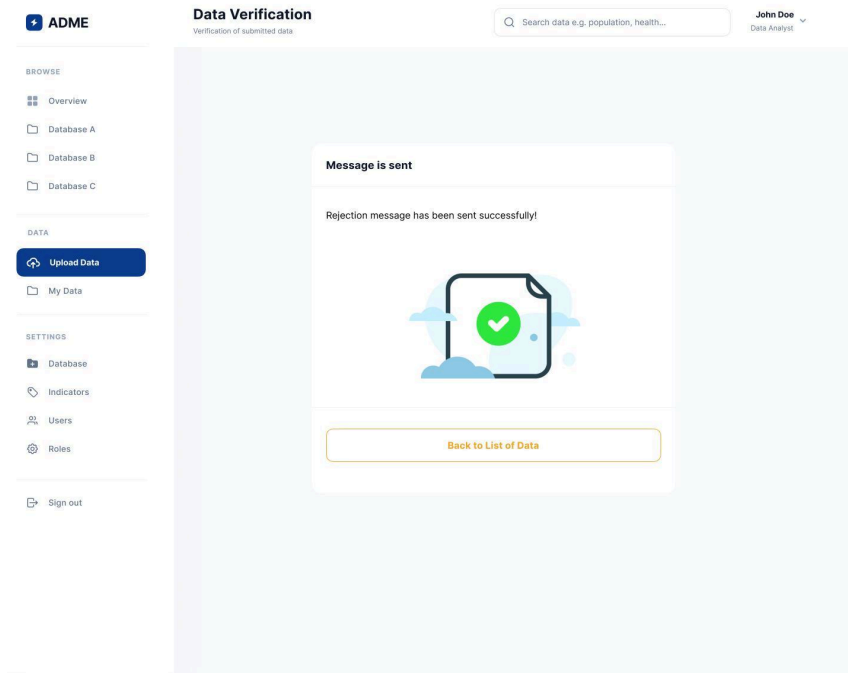 ADME
Data Verification
Verification of submitted data
Search data e.g. population, health...
John Doe
Data Analyst
BROWSE
Overview
Database A
Database B
Database C
DATA
Upload Data
My Data
SETTINGS
Database
Indicators
Users
Roles
Sign out
Message is sent
Rejection message has been sent successfully!
Back to List of Data